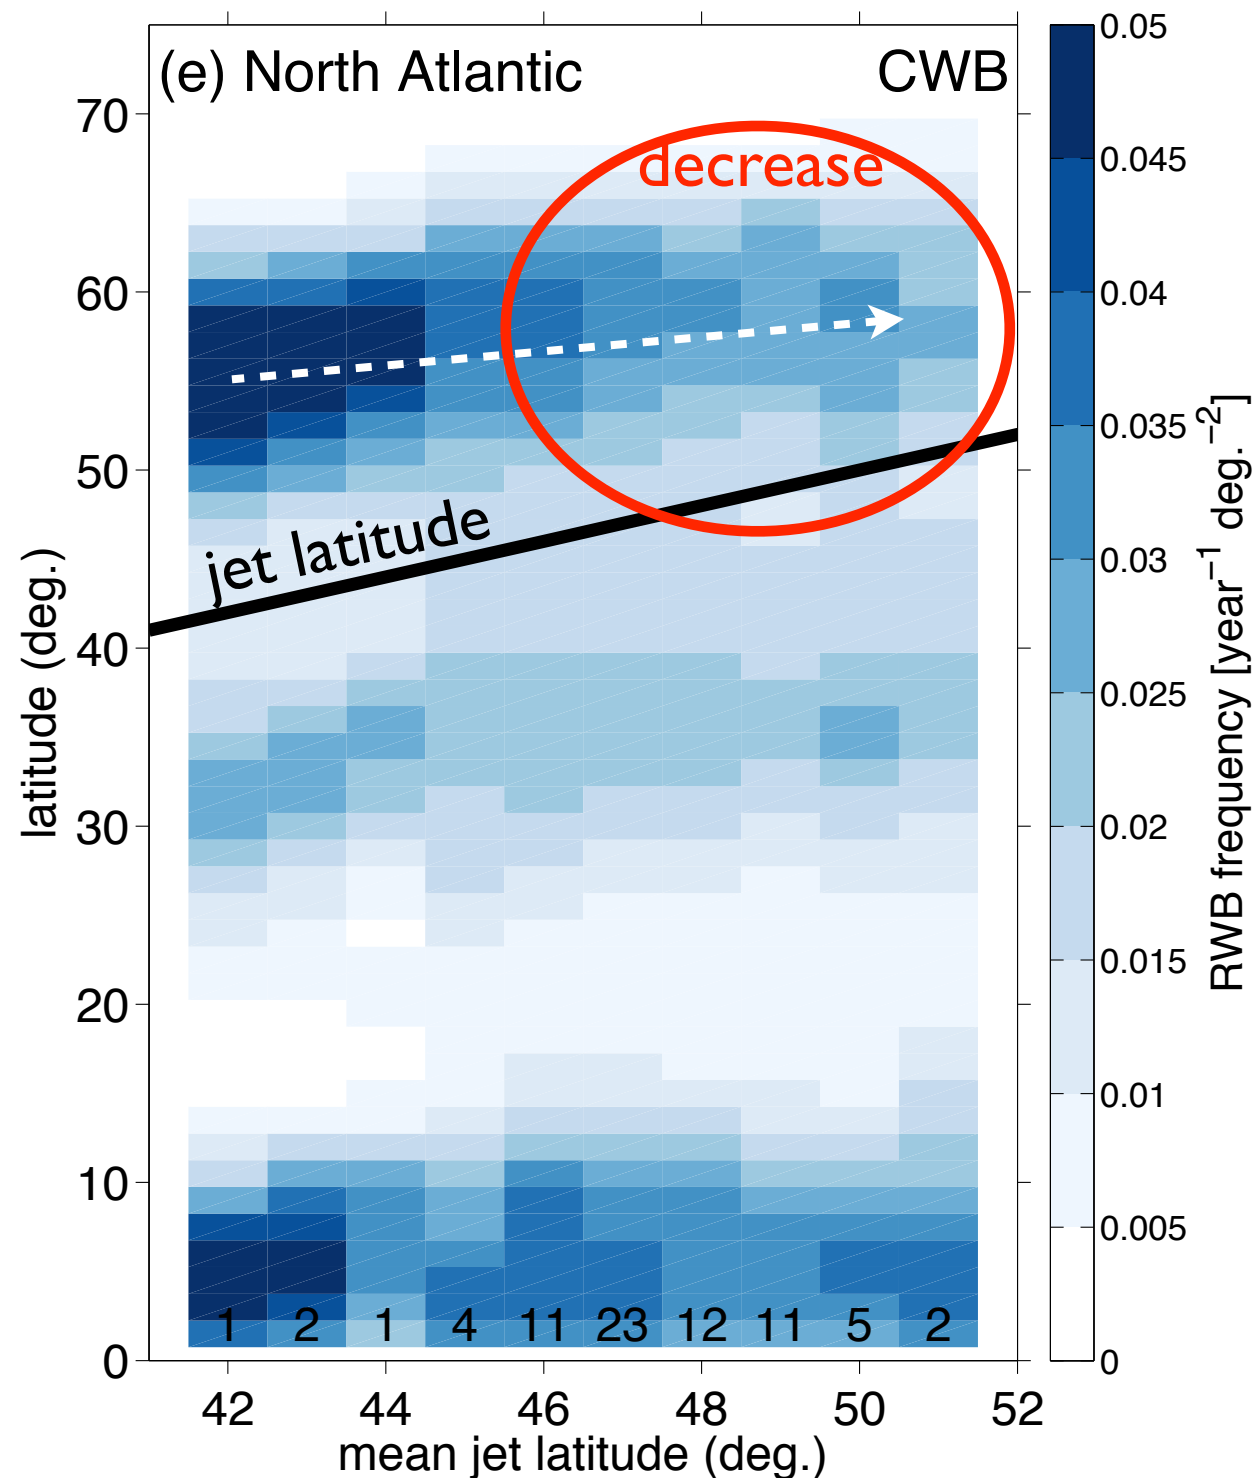 (e) North Atlantic CWB
decrease
jet latitude
latitude (deg.)
70
60
50
40
30
20
10
0
1 2 1 4 11 23 12 11 5 2
42 44 46 48 50 52
mean jet latitude (deg.)
0.05
0.045
0.04
0.035
0.03
0.025
0.02
0.015
0.01
0.005
0
RWB frequency [year⁻¹ deg.⁻²]